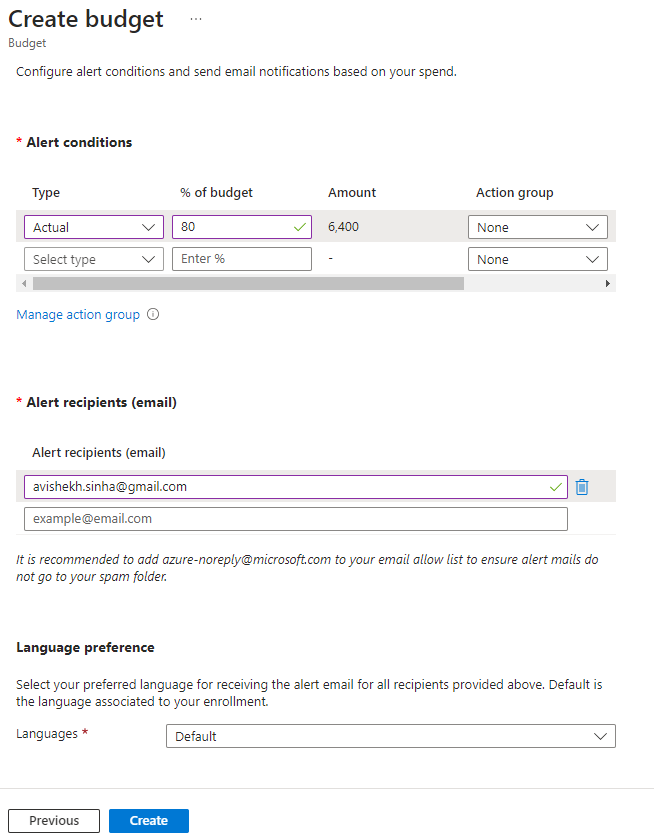 Create budget ...
Budget
Configure alert conditions and send email notifications based on your spend.
* Alert conditions
Type % of budget Amount Action group
Actual 80 6,400 None
Select type Enter % - None
Manage action group
* Alert recipients (email)
Alert recipients (email)
avishekh.sinha@gmail.com
example@email.com
It is recommended to add azure-noreply@microsoft.com to your email allow list to ensure alert mails do
not go to your spam folder.
Language preference
Select your preferred language for receiving the alert email for all recipients provided above. Default is
the language associated to your enrollment.
Languages * Default
Previous Create